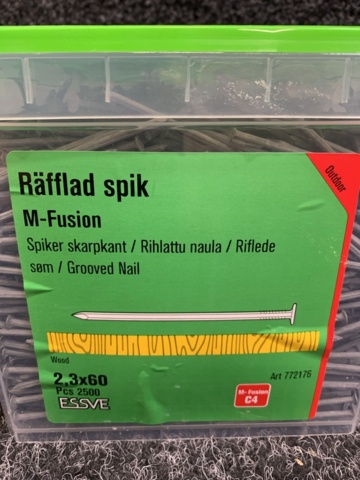 Outdoor
Räfflad spik
M-Fusion
Spiker skarpkant / Rihlattu naula / Riflede
søm / Grooved Nail
Wood
2,3x60
Pcs 2500
ESSVE
M-Fusion
C4
Art 772176